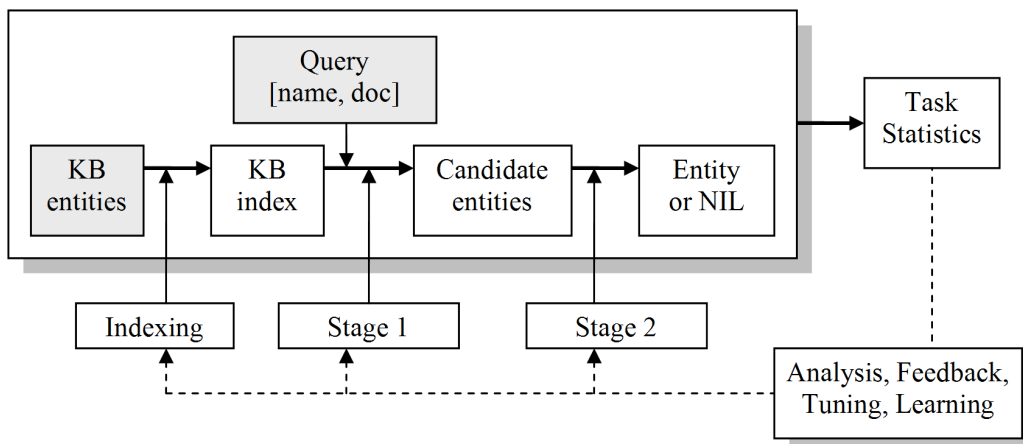 Query
[name, doc]
Task
Statistics
KB
entities
KB
index
Candidate
entities
Entity
or NIL
Indexing
Stage 1
Stage 2
Analysis, Feedback,
Tuning, Learning